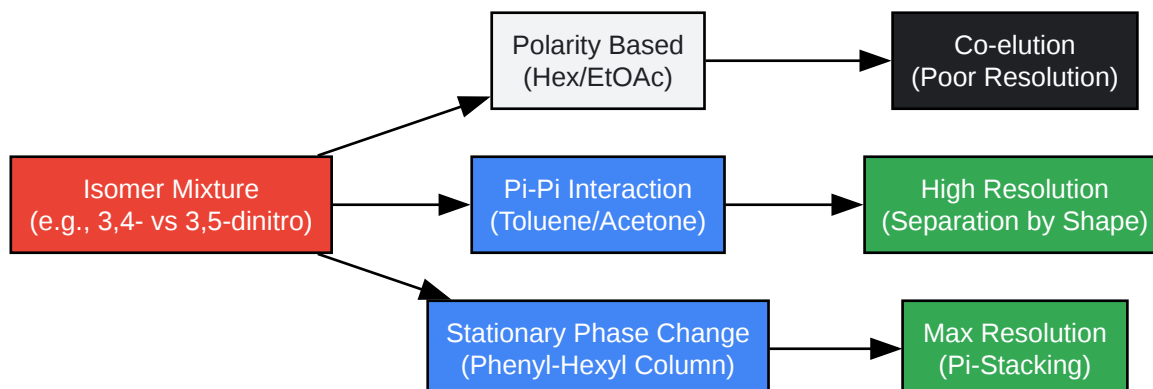 Polarity Based
(Hex/EtOAc)
Co-elution
(Poor Resolution)
Isomer Mixture
(e.g., 3,4- vs 3,5-dinitro)
Pi-Pi Interaction
(Toluene/Acetone)
High Resolution
(Separation by Shape)
Stationary Phase Change
(Phenyl-Hexyl Column)
Max Resolution
(Pi-Stacking)